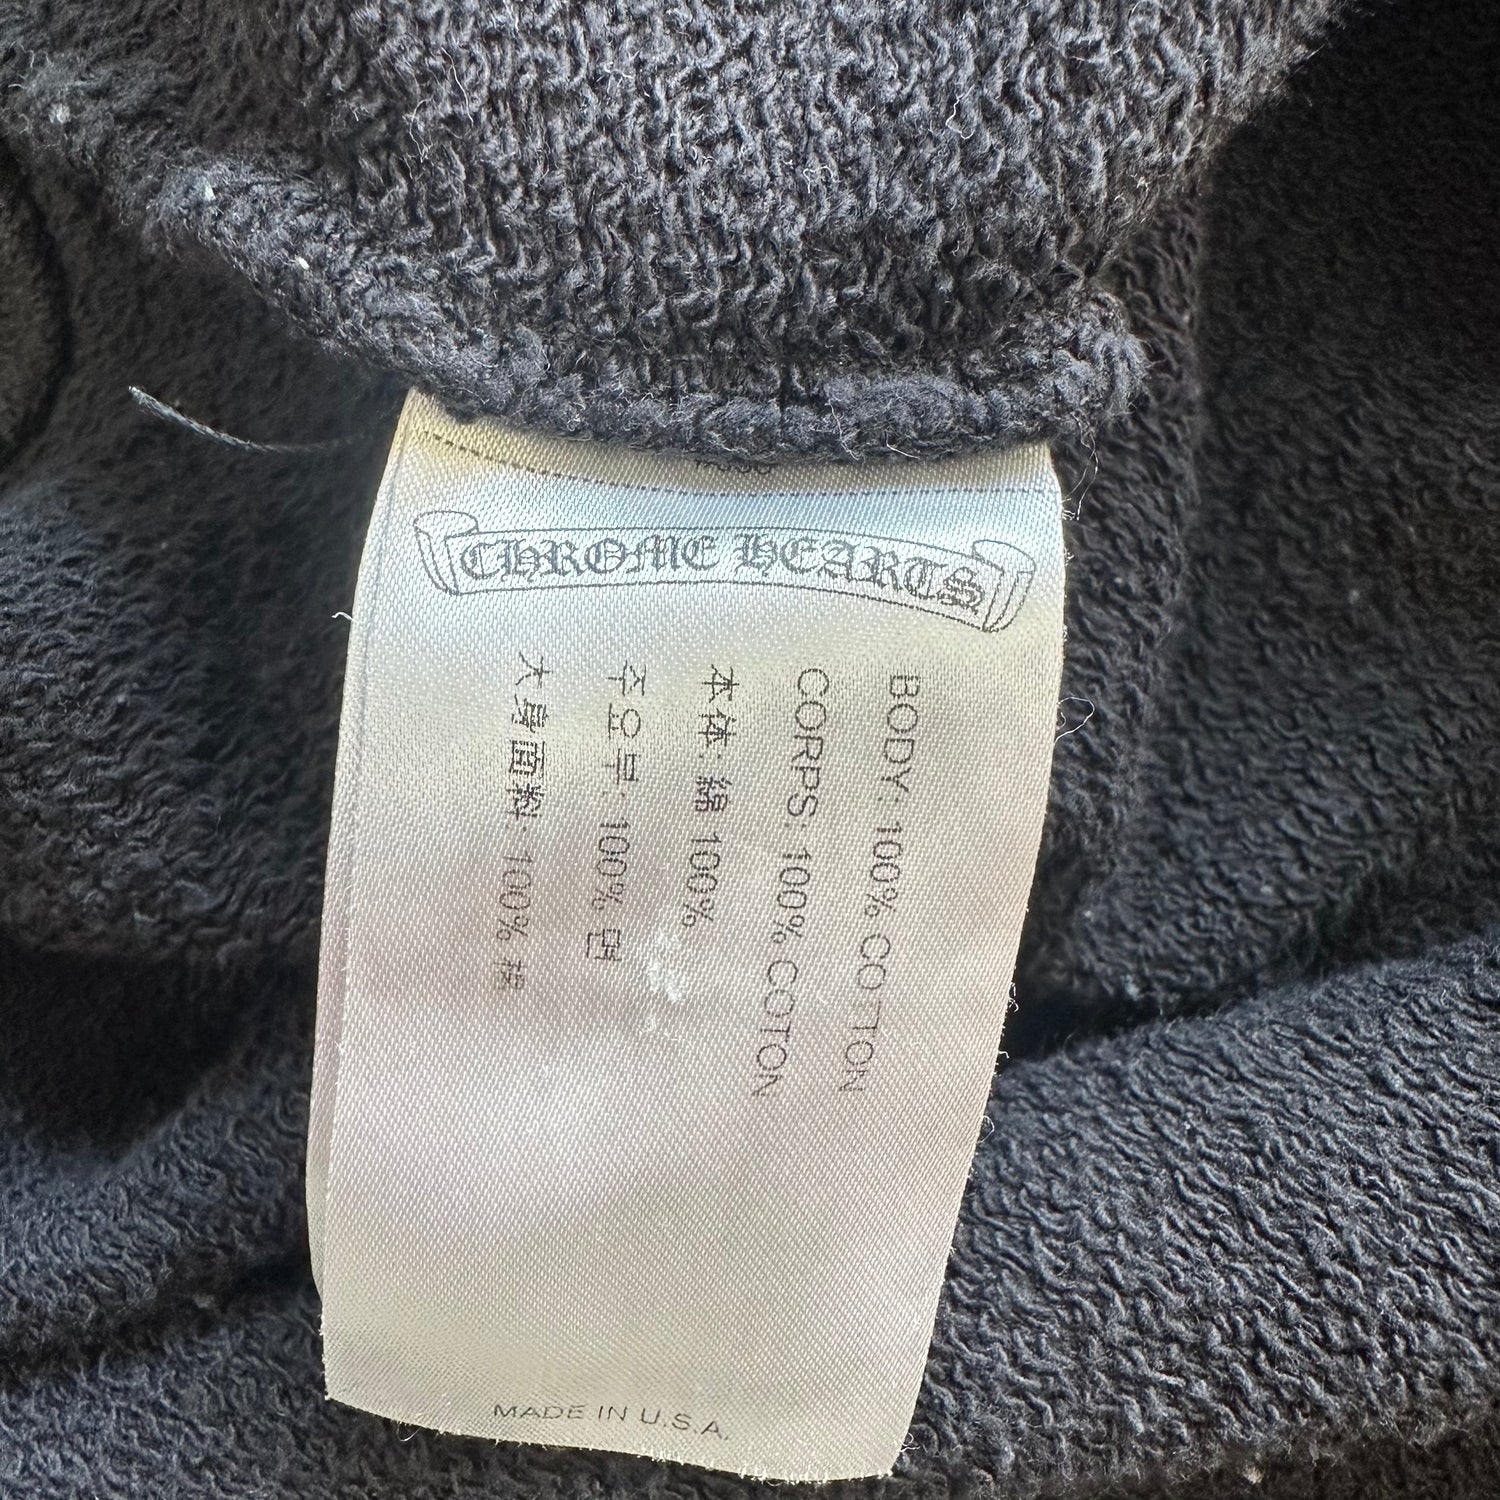 CHROME HEARTS
BODY: 100% COTTON
CORPS: 100% COTON
本体: 綿 100%
주요부: 100% 면
大身面料: 100% 棉
MADE IN U.S.A.